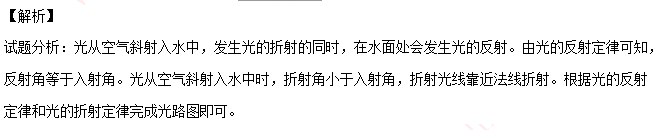 【解析】
试题分析：光从空气斜射入水中，发生光的折射的同时，在水面处会发生光的反射。由光的反射定律可知，
反射角等于入射角。光从空气斜射入水中时，折射角小于入射角，折射光线靠近法线折射。根据光的反射
定律和光的折射定律完成光路图即可。